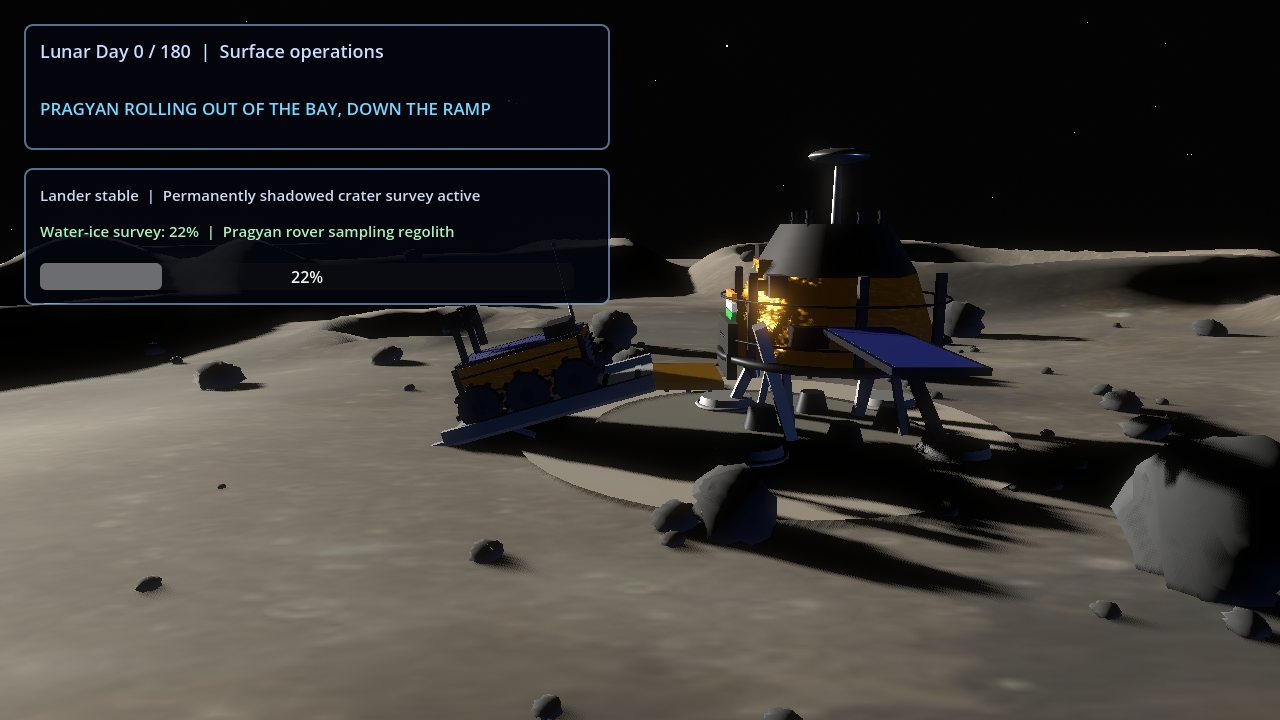 Lunar Day 0 / 180 | Surface operations
PRAGYAN ROLLING OUT OF THE BAY, DOWN THE RAMP
Lander stable | Permanently shadowed crater survey active
Water-ice survey: 22% | Pragyan rover sampling regolith
22%